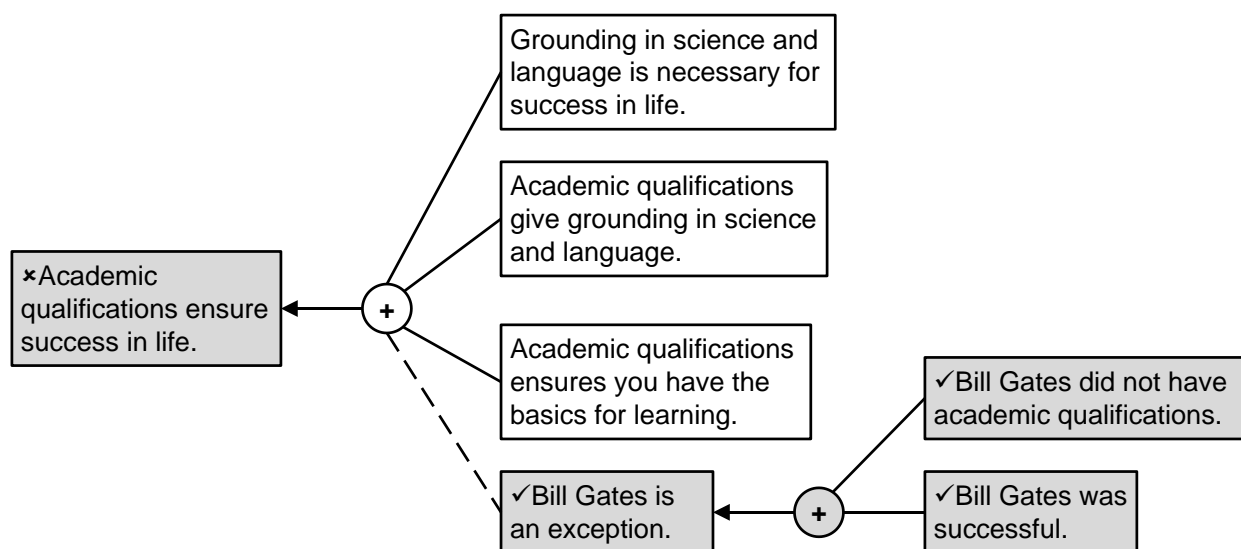 Grounding in science and
language is necessary for
success in life.
Academic qualifications
give grounding in science
and language.
×Academic
qualifications ensure
success in life.
+
Academic qualifications
ensures you have the
basics for learning.
✓Bill Gates did not have
academic qualifications.
✓Bill Gates is
an exception.
+
✓Bill Gates was
successful.